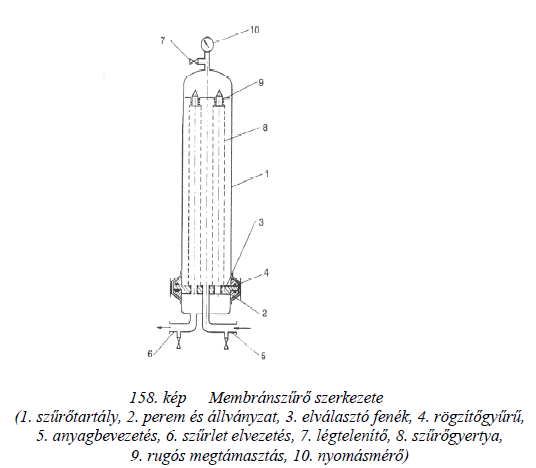 10
7
9
8
1
3
4
2
6
5
158. kép Membránszűrő szerkezete
(1. szűrőtartály, 2. perem és állványzat, 3. elválasztó fenék, 4. rögzítőgyűrű,
5. anyagbevezetés, 6. szűrlet elvezetés, 7. légtelenítő, 8. szűrőgyertya,
9. rugós megtámasztás, 10. nyomásmérő)